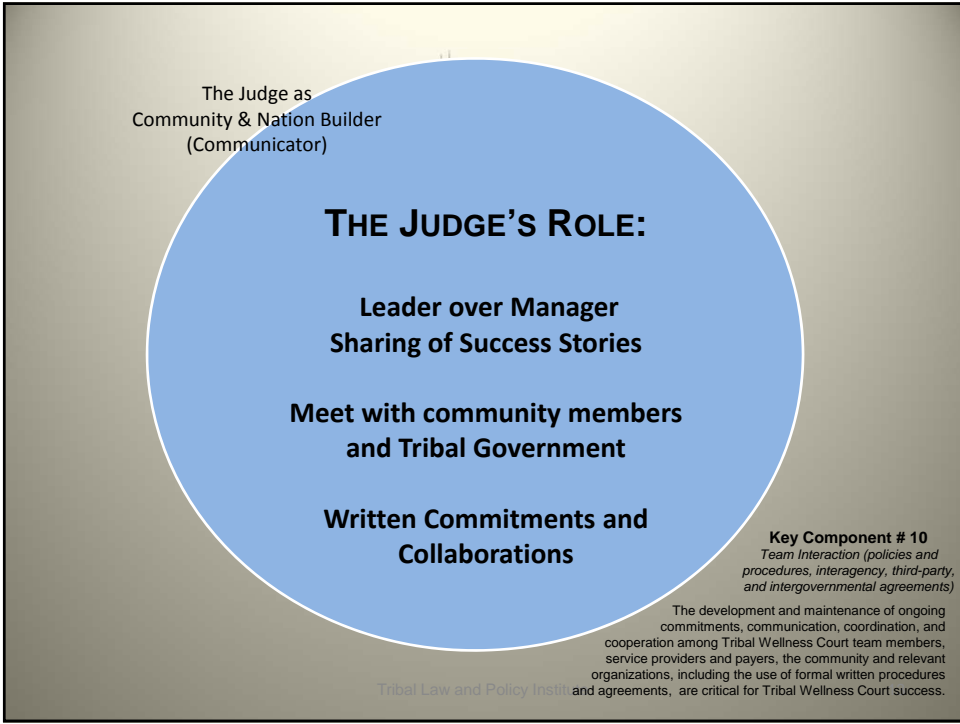 The Judge as
Community & Nation Builder
(Communicator)
THE JUDGE'S ROLE:
Leader over Manager
Sharing of Success Stories
Meet with community members
and Tribal Government
Written Commitments and
Collaborations
Key Component # 10
Team Interaction (policies and
procedures, interagency, third-party,
and intergovernmental agreements)
The development and maintenance of ongoing
commitments, communication, coordination, and
cooperation among Tribal Wellness Court team members,
service providers and payers, the community and relevant
organizations, including the use of formal written procedures
and agreements, are critical for Tribal Wellness Court success.
Tribal Law and Policy Institute